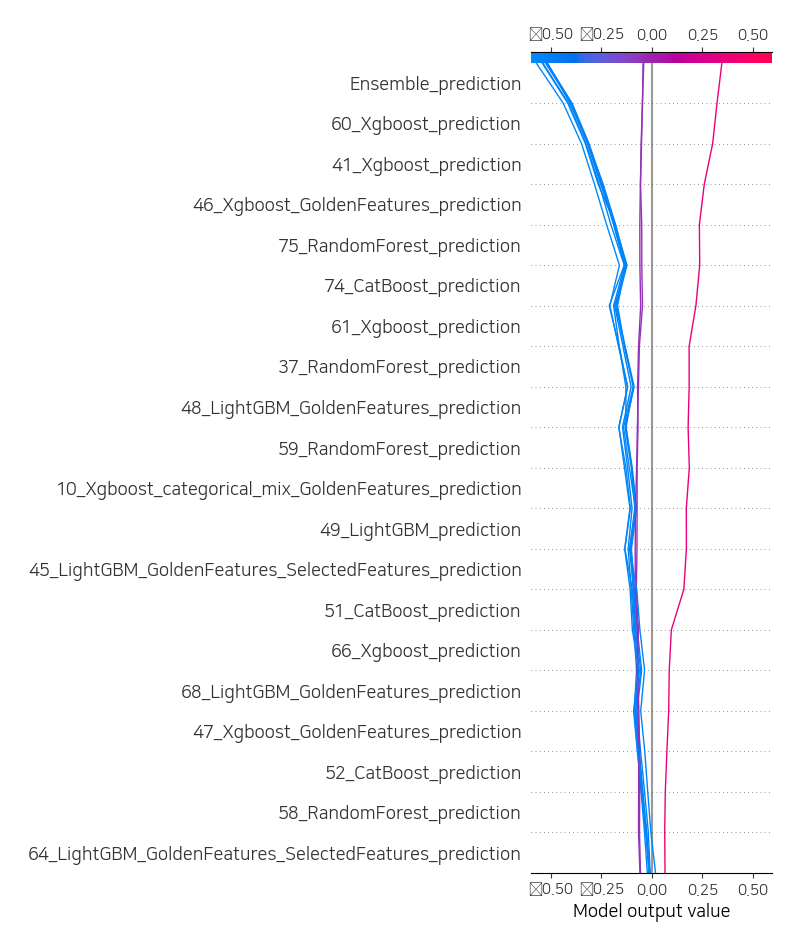 0.50 0.25 0.00 0.25 0.50
Ensemble_prediction
60_Xgboost_prediction
41_Xgboost_prediction
46_Xgboost_GoldenFeatures_prediction
75_RandomForest_prediction
74_CatBoost_prediction
61_Xgboost_prediction
37_RandomForest_prediction
48_LightGBM_GoldenFeatures_prediction
59_RandomForest_prediction
10_Xgboost_categorical_mix_GoldenFeatures_prediction
49_LightGBM_prediction
45_LightGBM_GoldenFeatures_SelectedFeatures_prediction
51_CatBoost_prediction
66_Xgboost_prediction
68_LightGBM_GoldenFeatures_prediction
47_Xgboost_GoldenFeatures_prediction
52_CatBoost_prediction
58_RandomForest_prediction
64_LightGBM_GoldenFeatures_SelectedFeatures_prediction
0.50 0.25 0.00 0.25 0.50
Model output value